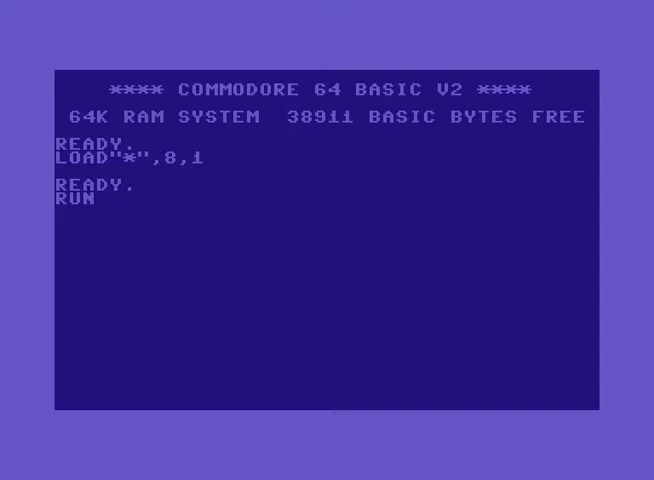 **** COMMODORE 64 BASIC V2 ****
64K RAM SYSTEM  38911 BASIC BYTES FREE
READY.
LOAD"*",8,1
READY.
RUN